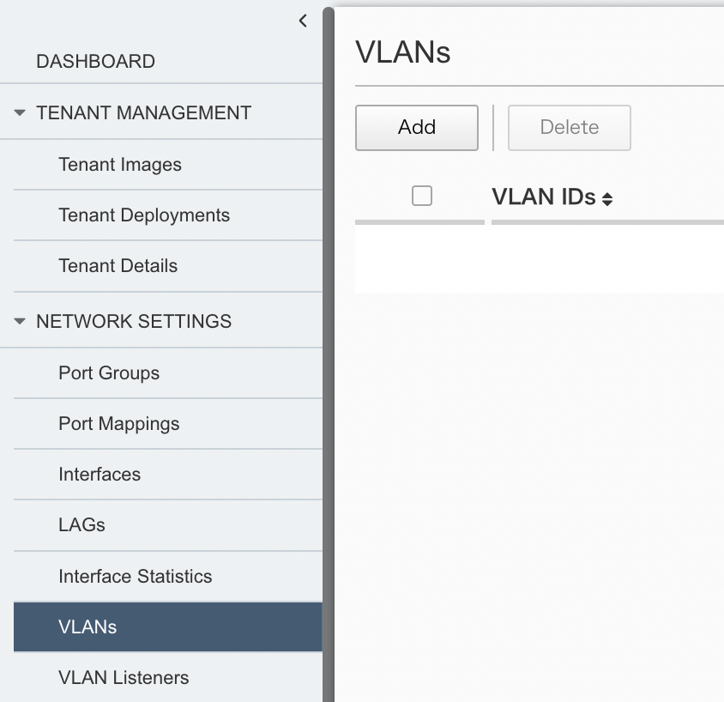 DASHBOARD
TENANT MANAGEMENT
Tenant Images
Tenant Deployments
Tenant Details
NETWORK SETTINGS
Port Groups
Port Mappings
Interfaces
LAGs
Interface Statistics
VLANs
VLAN Listeners
VLANs
Add
Delete
VLAN IDs